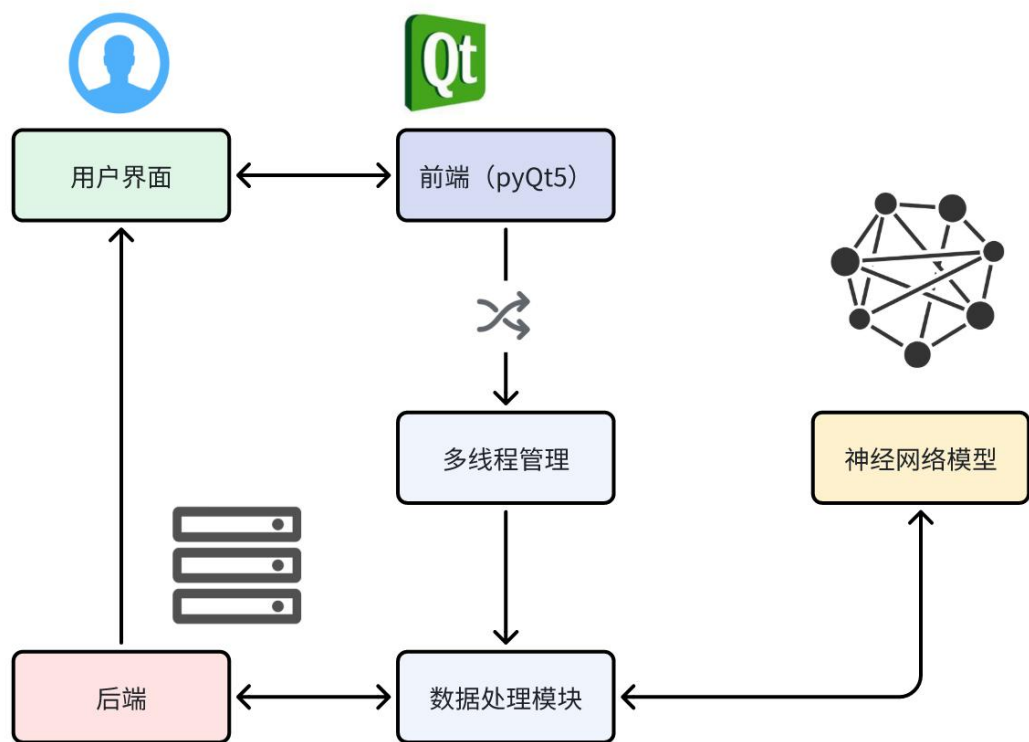 Qt
用户界面
前端（pyQt5）
多线程管理
神经网络模型
后端
数据处理模块